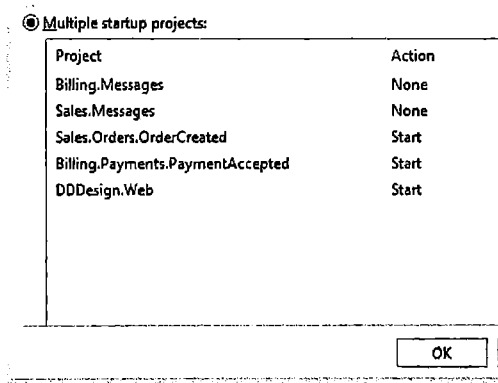 Multiple startup projects:
Project Action
Billing.Messages None
Sales.Messages None
Sales.Orders.OrderCreated Start
Billing.Payments.PaymentAccepted Start
DDDesign.Web Start
OK